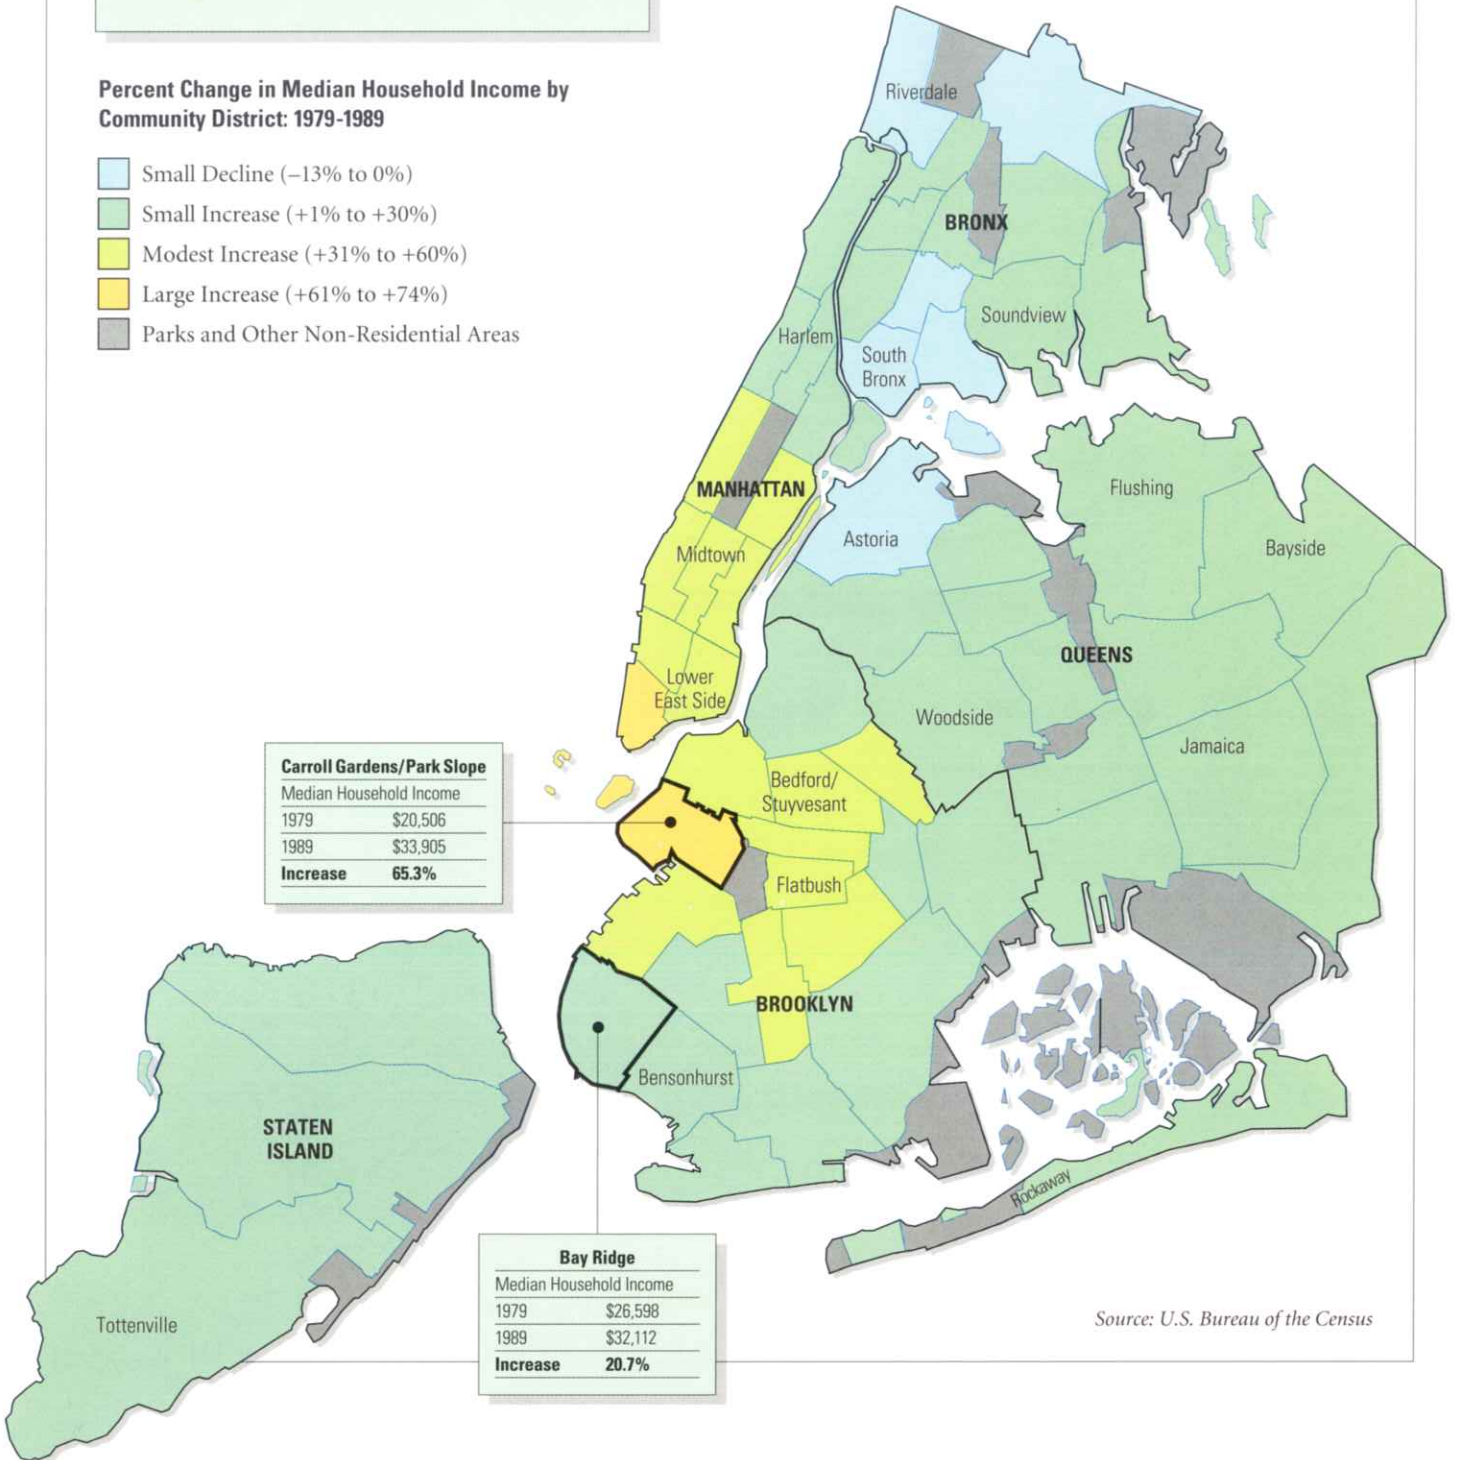 Percent Change in Median Household Income by
Community District: 1979-1989
Small Decline (–13% to 0%)
Small Increase (+1% to +30%)
Modest Increase (+31% to +60%)
Large Increase (+61% to +74%)
Parks and Other Non-Residential Areas
Riverdale
BRONX
Soundview
Harlem
South
Bronx
MANHATTAN
Flushing
Astoria
Bayside
Midtown
QUEENS
Lower
East Side
Woodside
Jamaica
Carroll Gardens/Park Slope
Median Household Income
1979 $20,506
1989 $33,905
Increase 65.3%
Bedford/
Stuyvesant
Flatbush
BROOKLYN
Bensonhurst
STATEN
ISLAND
Rockaway
Tottenville
Bay Ridge
Median Household Income
1979 $26,598
1989 $32,112
Increase 20.7%
Source: U.S. Bureau of the Census